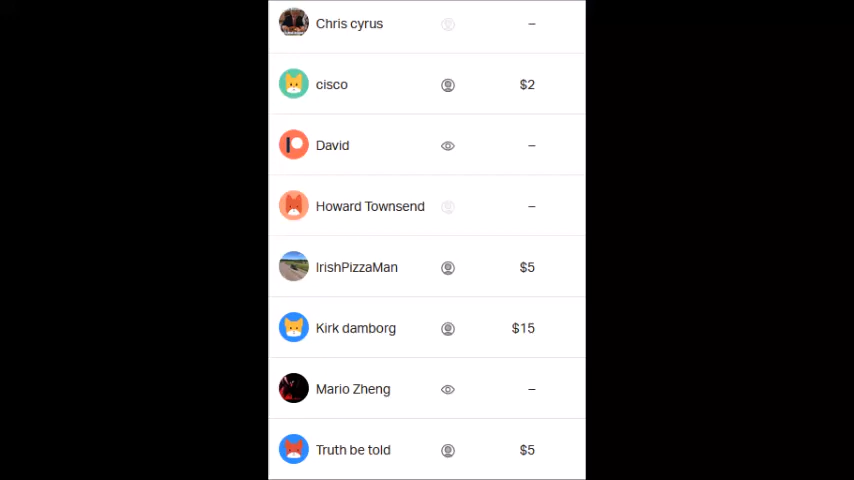 Chris cyrus –
cisco $2
David –
Howard Townsend –
IrishPizzaMan $5
Kirk damborg $15
Mario Zheng –
Truth be told $5